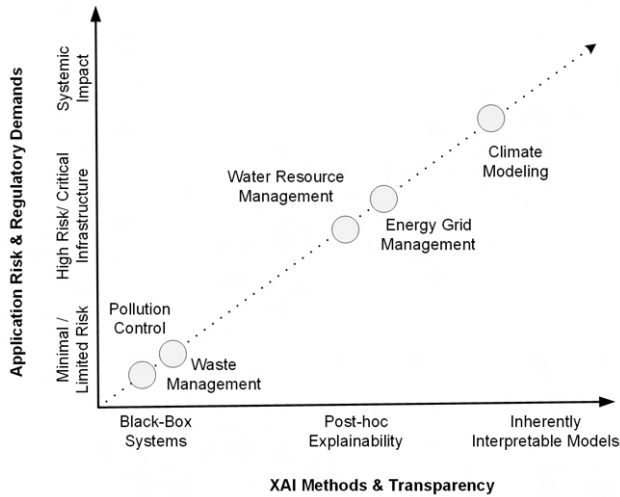 Application Risk & Regulatory Demands
Systemic
Impact
High Risk/ Critical
Infrastructure
Minimal /
Limited Risk
Climate
Modeling
Water Resource
Management
Energy Grid
Management
Pollution
Control
Waste
Management
Black-Box
Systems
Post-hoc
Explainability
Inherently
Interpretable Models
XAI Methods & Transparency